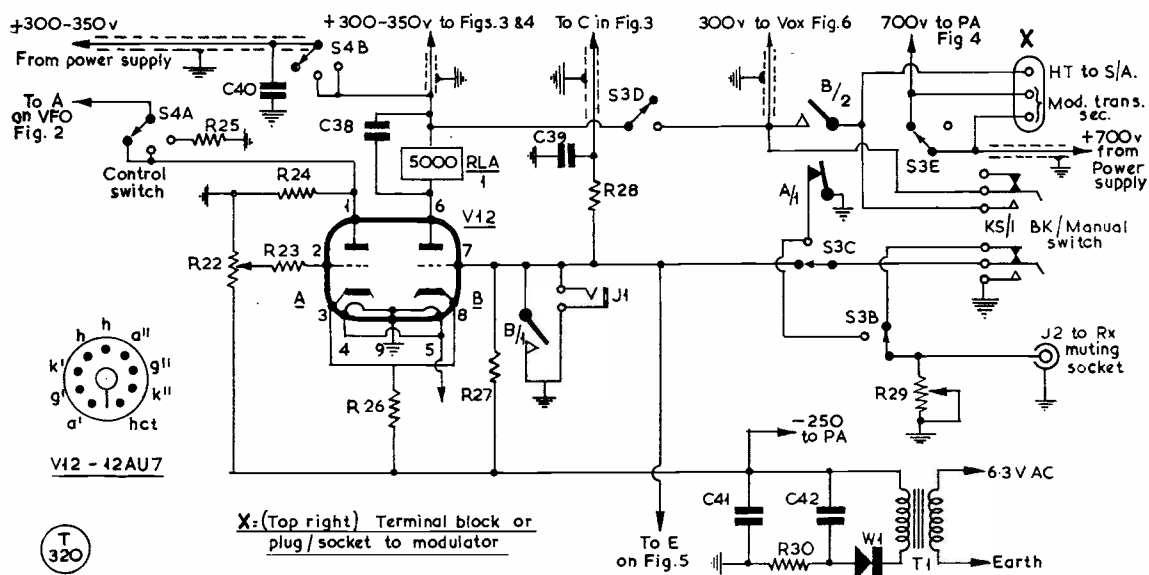 +300-350v
From power supply
+300-350v to Figs. 3 & 4
To C in Fig. 3
300v to Vox Fig. 6
700v to PA
Fig 4
X
HT to S/A.
Mod. trans.
sec.
+700v
from
Power
supply
S4B
C40
To A
on VFO
Fig. 2
S4A
R25
Control
switch
C38
5000
RLA
1
S3D
C39
R28
B/2
S3E
A/1
KS/1 BK/Manual
switch
R24
1
6
V12
R22
R23
2
7
A
B
3
4
9
5
8
S3C
B/1
J1
S3B
J2 to Rx
muting
socket
R29
R26
R27
h
h
a"
k'
g"
g'
k"
a'
hct
V12 - 12AU7
-250
to PA
C41
C42
6·3V AC
R30
W1
T1
Earth
To E
on Fig. 5
X = (Top right) Terminal block or
plug/socket to modulator
T
320